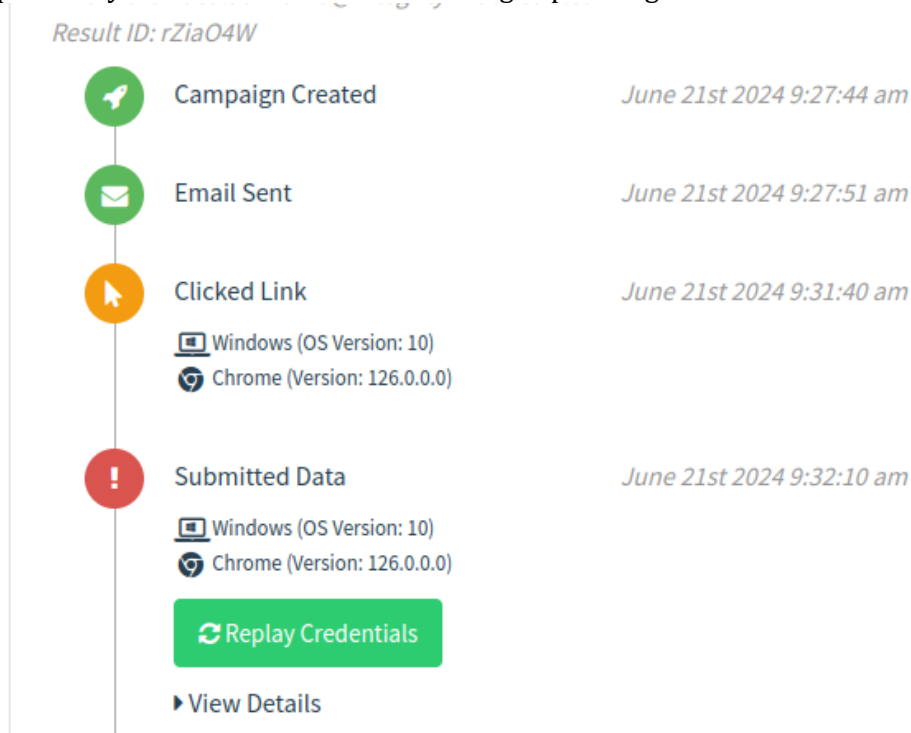 Result ID: rZiaO4W
Campaign Created June 21st 2024 9:27:44 am
Email Sent June 21st 2024 9:27:51 am
Clicked Link June 21st 2024 9:31:40 am
Windows (OS Version: 10)
Chrome (Version: 126.0.0.0)
Submitted Data June 21st 2024 9:32:10 am
Windows (OS Version: 10)
Chrome (Version: 126.0.0.0)
Replay Credentials
View Details